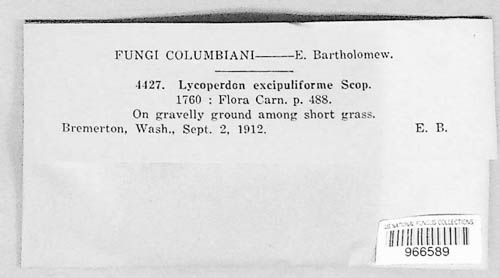 FUNGI COLUMBIANI——E. Bartholomew.
4427. Lycoperdon excipuliforme Scop.
1760 : Flora Carn. p. 488.
On gravelly ground among short grass.
Bremerton, Wash., Sept. 2, 1912. E. B.
US NATIONAL FUNGUS COLLECTIONS
966589